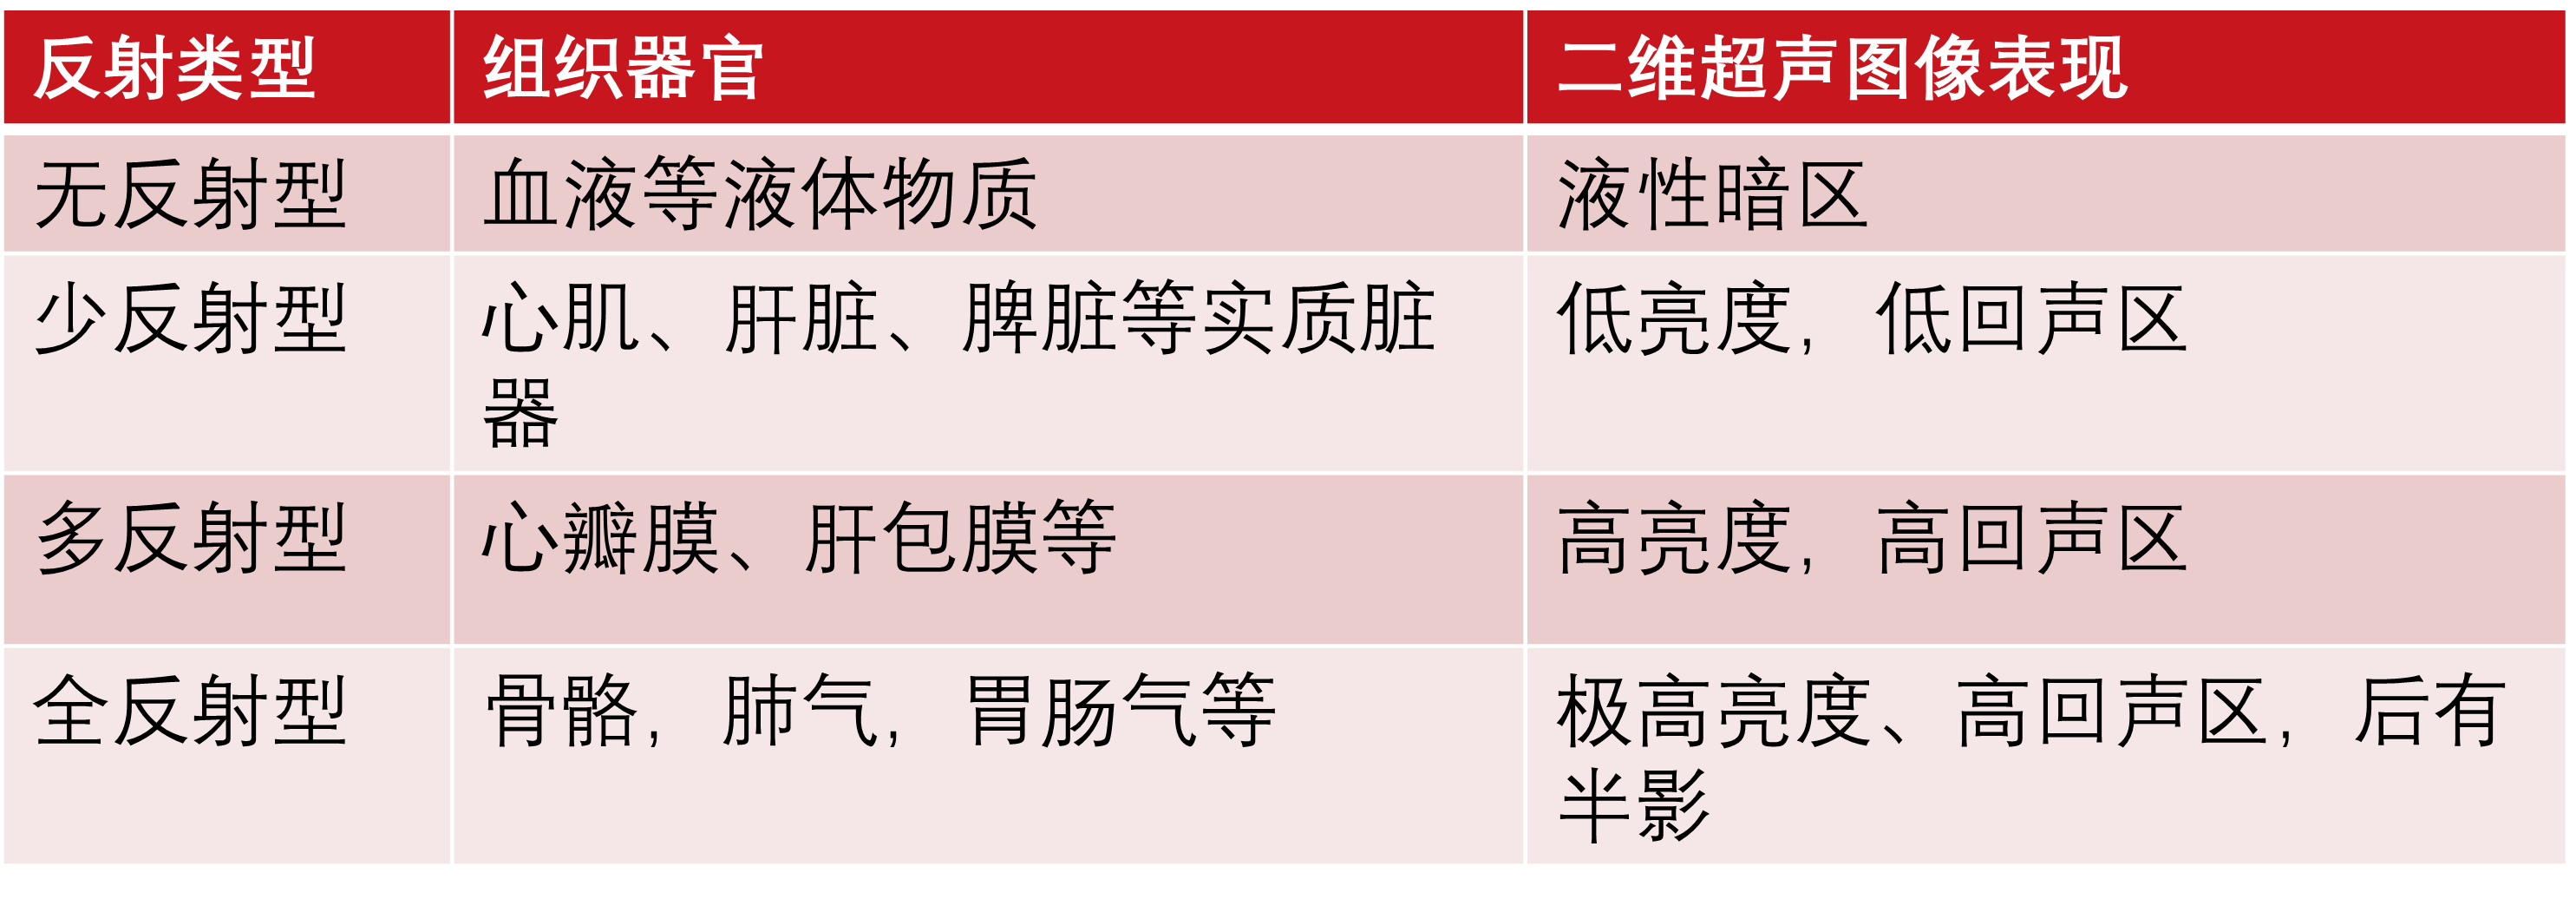 反射类型 组织器官 二维超声图像表现
无反射型 血液等液体物质 液性暗区
少反射型 心肌、肝脏、脾脏等实质脏 低亮度，低回声区
器
多反射型 心瓣膜、肝包膜等 高亮度，高回声区
全反射型 骨骼，肺气，胃肠气等 极高亮度、高回声区，后有
半影